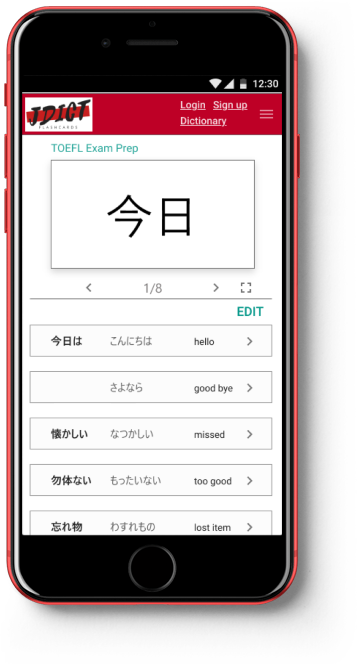 12:30
JDICT
FLASHCARDS
Login Sign up
Dictionary
TOEFL Exam Prep
今日
1/8
EDIT
今日は こんにちは hello
さよなら good bye
懐かしい なつかしい missed
勿体ない もったいない too good
忘れ物 わすれもの lost item